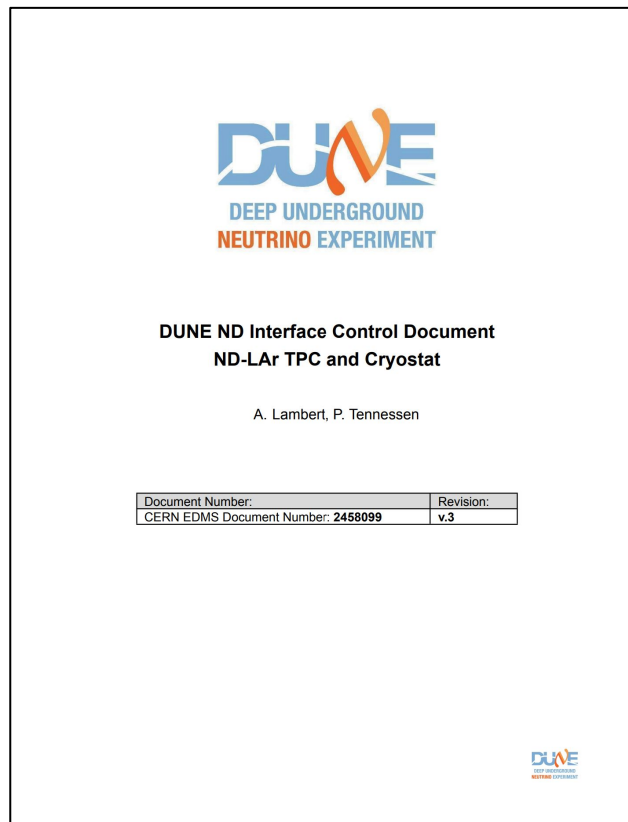 DUNE
DEEP UNDERGROUND
NEUTRINO EXPERIMENT
DUNE ND Interface Control Document
ND-LAr TPC and Cryostat
A. Lambert, P. Tennessen
Document Number: Revision:
CERN EDMS Document Number: 2458099 v.3
DUNE
DEEP UNDERGROUND
NEUTRINO EXPERIMENT